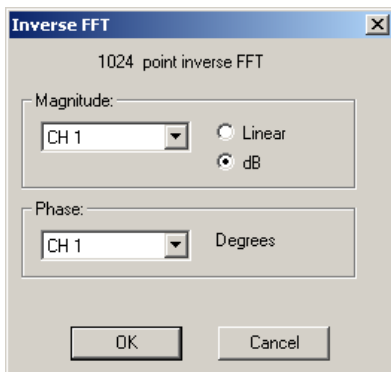 Inverse FFT
1024 point inverse FFT
Magnitude:
CH 1
Linear
dB
Phase:
CH 1
Degrees
OK
Cancel